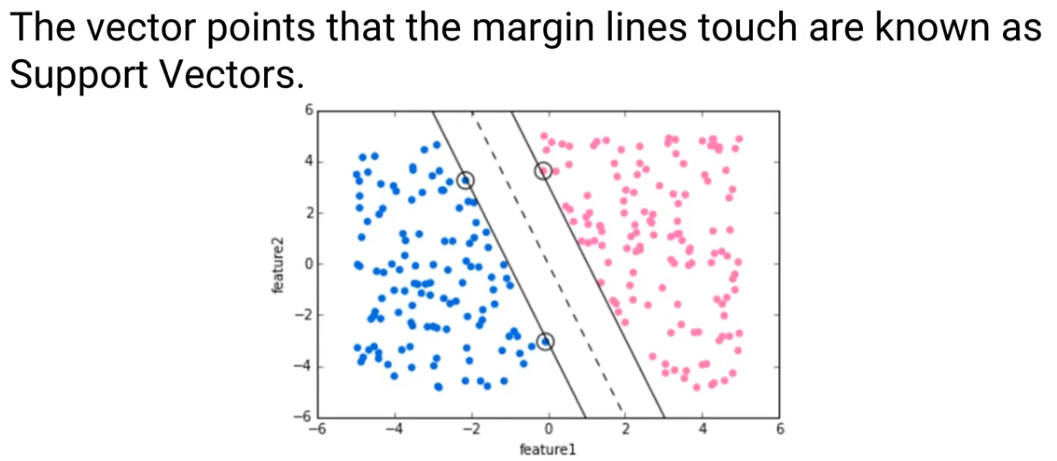 The vector points that the margin lines touch are known as
Support Vectors.
6
4
2
0
−2
−4
−6
feature2
−6 −4 −2 0 2 4 6
feature1